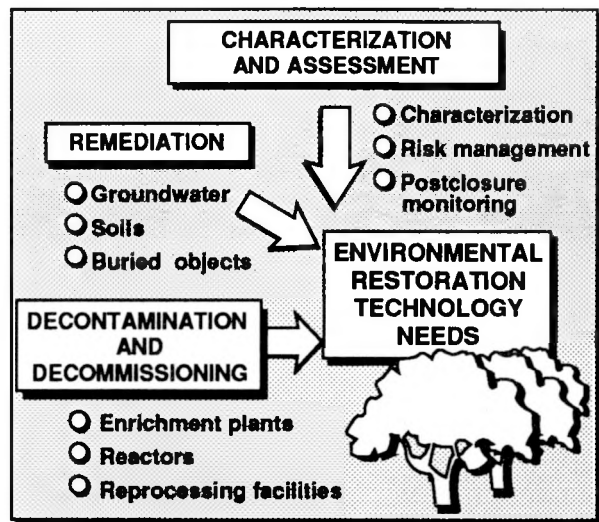 CHARACTERIZATION
AND ASSESSMENT
Characterization
Risk management
Postclosure
monitoring
REMEDIATION
Groundwater
Soils
Buried objects
ENVIRONMENTAL
RESTORATION
TECHNOLOGY
NEEDS
DECONTAMINATION
AND
DECOMMISSIONING
Enrichment plants
Reactors
Reprocessing facilities